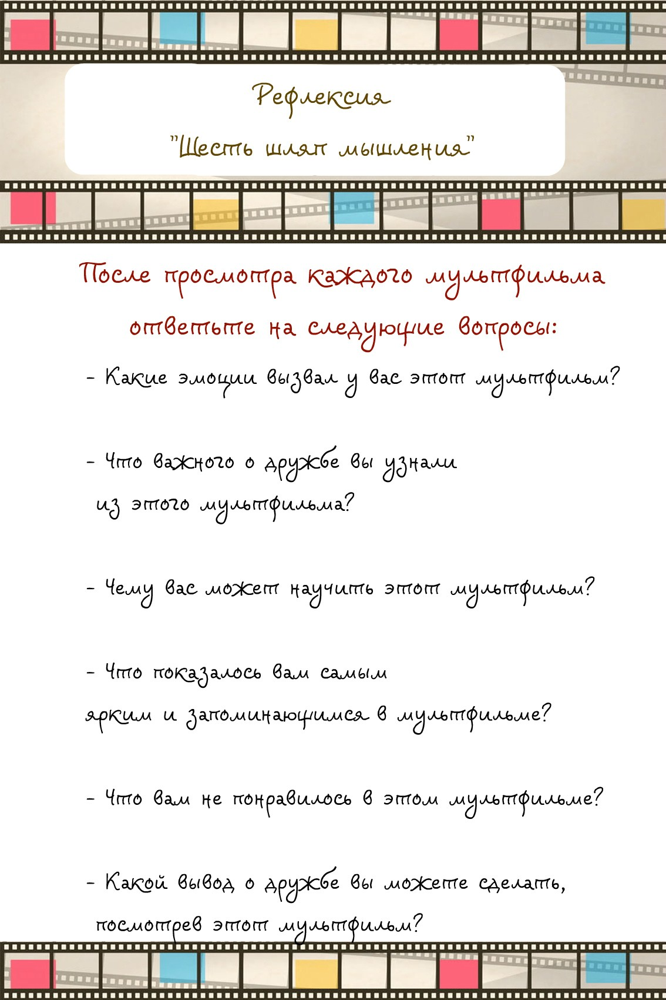 Рефлексия
"Шесть шляп мышления"
После просмотра каждого мультфильма
ответьте на следующие вопросы:
- Какие эмоции вызвал у вас этот мультфильм?
- Что важного о дружбе вы узнали
из этого мультфильма?
- Чему вас может научить этот мультфильм?
- Что показалось вам самым
ярким и запоминающимся в мультфильме?
- Что вам не понравилось в этом мультфильме?
- Какой вывод о дружбе вы можете сделать,
посмотрев этот мультфильм?